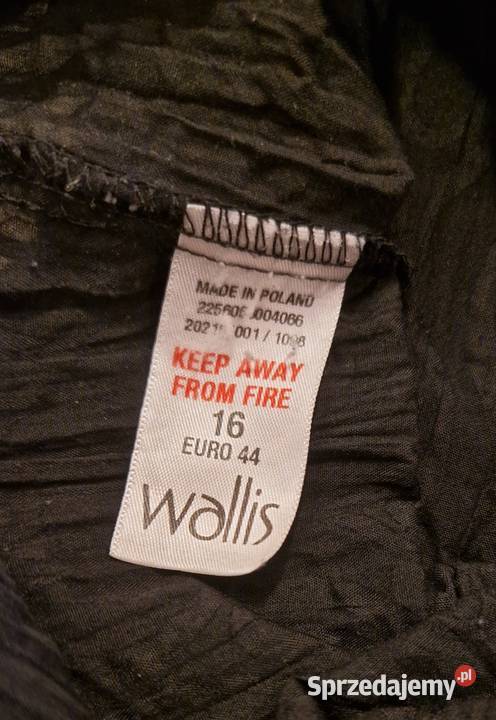 MADE IN POLAND
KEEP AWAY
FROM FIRE
16
EURO 44
wallis
Sprzedajemy.pl